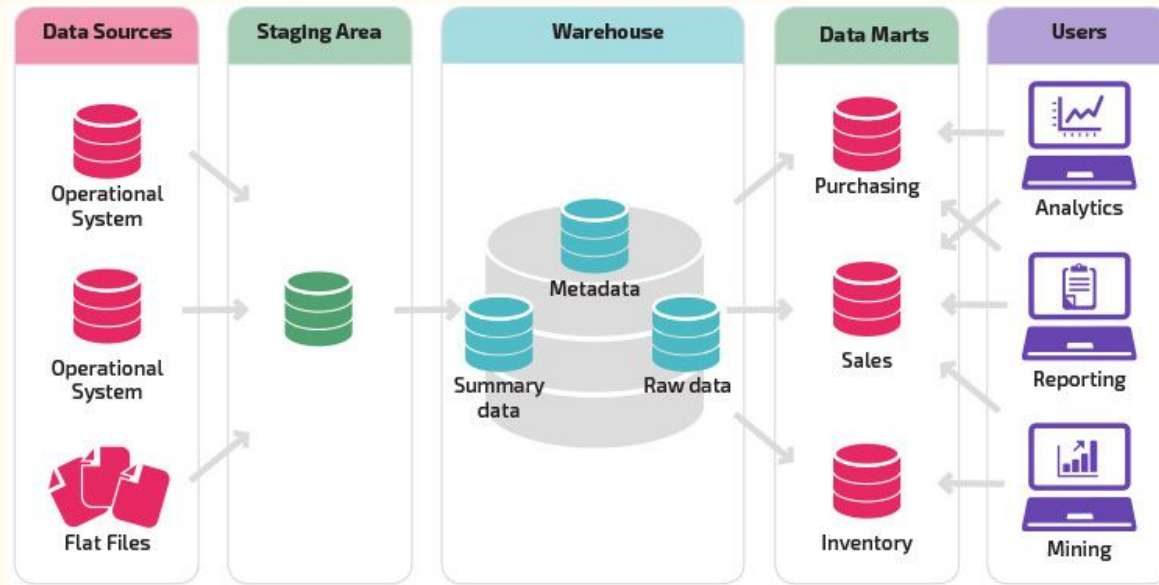 Data Sources
Staging Area
Warehouse
Data Marts
Users
Operational
System
Operational
System
Flat Files
Metadata
Summary
data
Raw data
Purchasing
Sales
Inventory
Analytics
Reporting
Mining